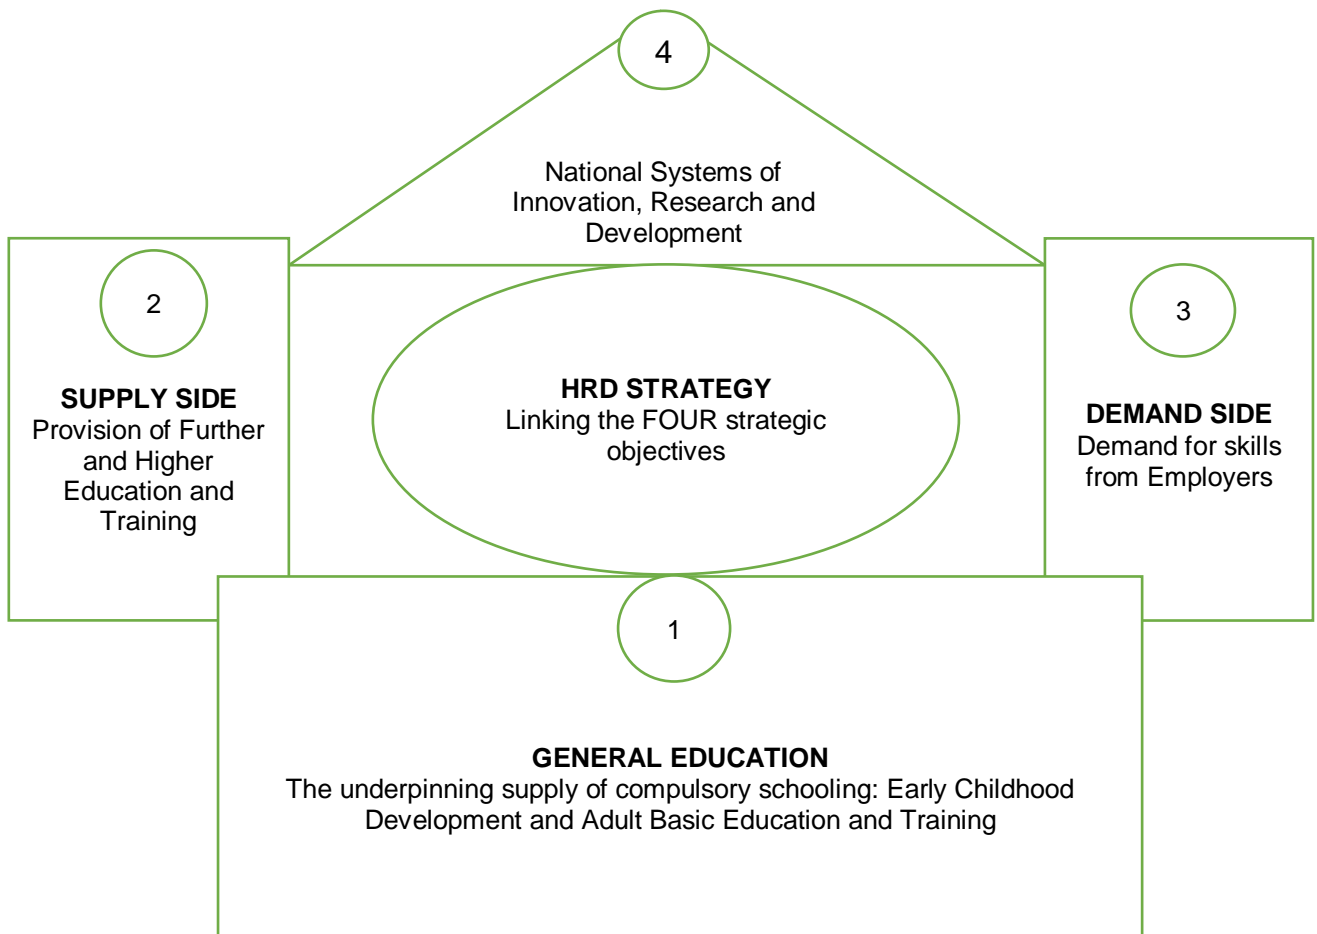 4
National Systems of
Innovation, Research and
Development
2
SUPPLY SIDE
Provision of Further
and Higher
Education and
Training
HRD STRATEGY
Linking the FOUR strategic
objectives
3
DEMAND SIDE
Demand for skills
from Employers
1
GENERAL EDUCATION
The underpinning supply of compulsory schooling: Early Childhood
Development and Adult Basic Education and Training